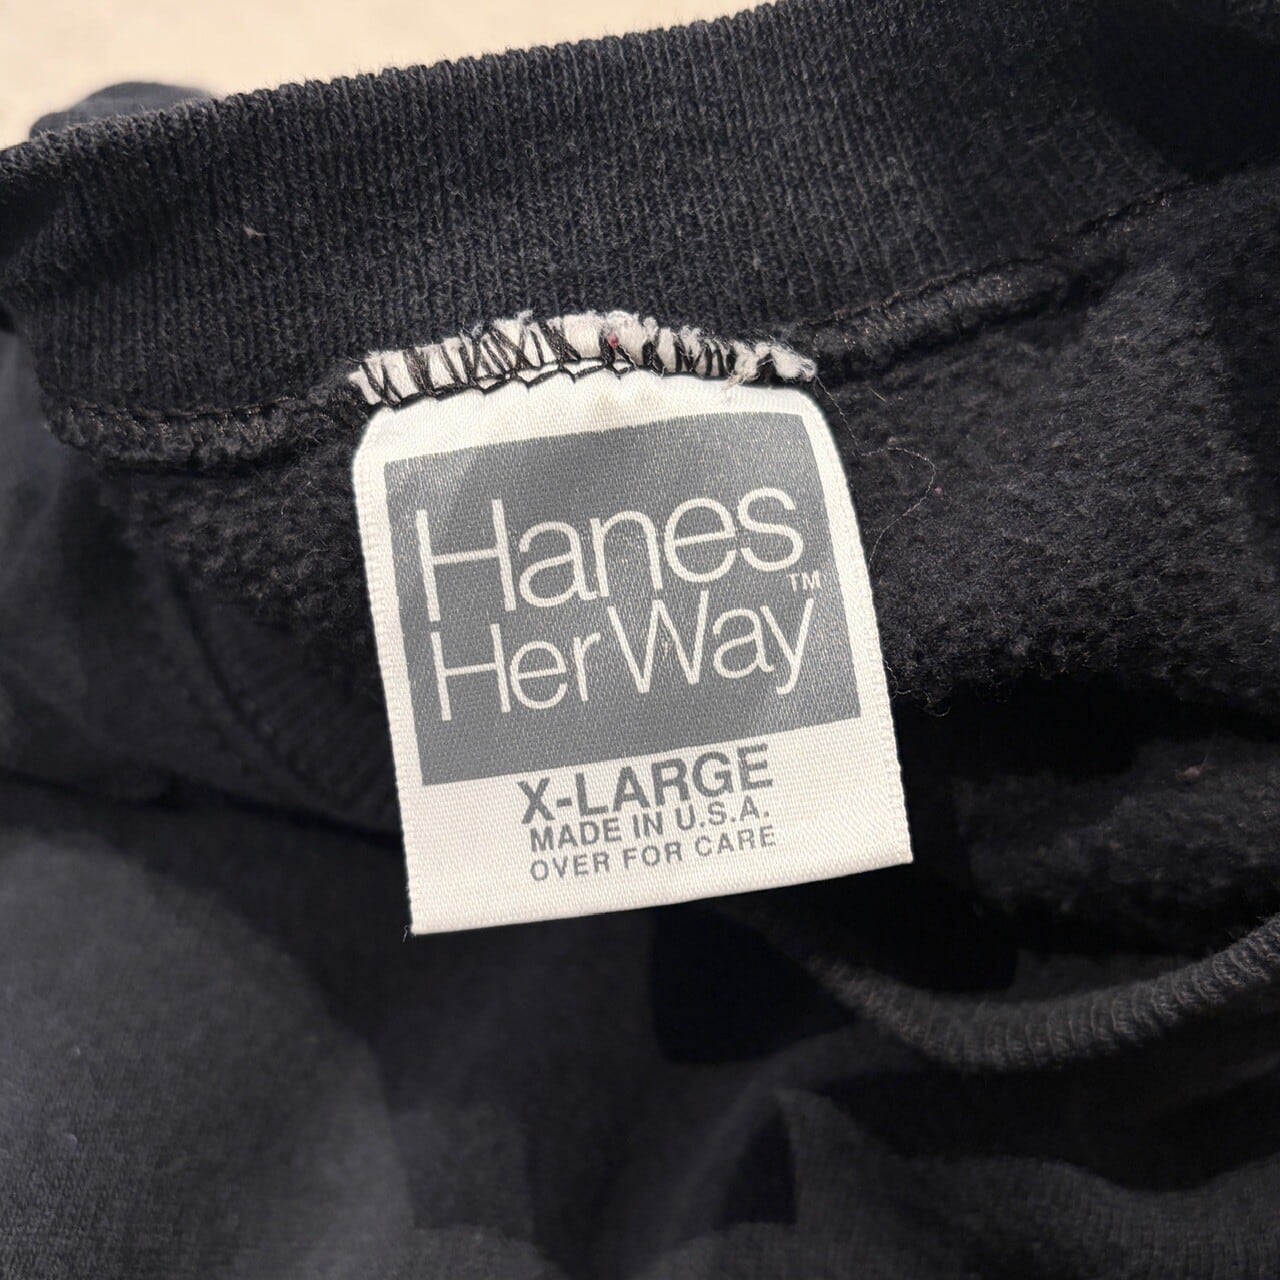 Hanes
Her Way™
X-LARGE
MADE IN U.S.A.
OVER FOR CARE